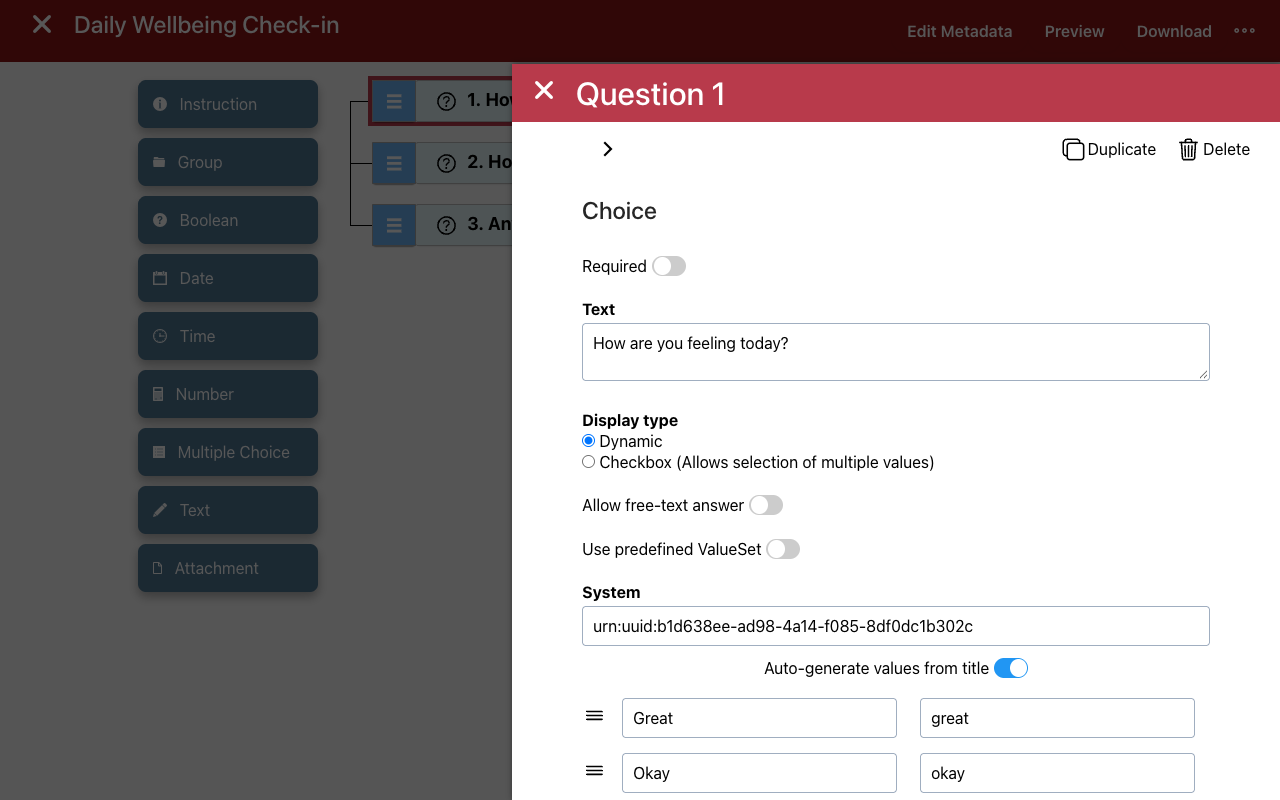 Daily Wellbeing Check-in
Edit Metadata
Preview
Download
Instruction
Group
Boolean
Date
Time
Number
Multiple Choice
Text
Attachment
1. How
2. Ho
3. An
Question 1
Duplicate
Delete
Choice
Required
Text
How are you feeling today?
Display type
Dynamic
Checkbox (Allows selection of multiple values)
Allow free-text answer
Use predefined ValueSet
System
urn:uuid:b1d638ee-ad98-4a14-f085-8df0dc1b302c
Auto-generate values from title
Great great
Okay okay